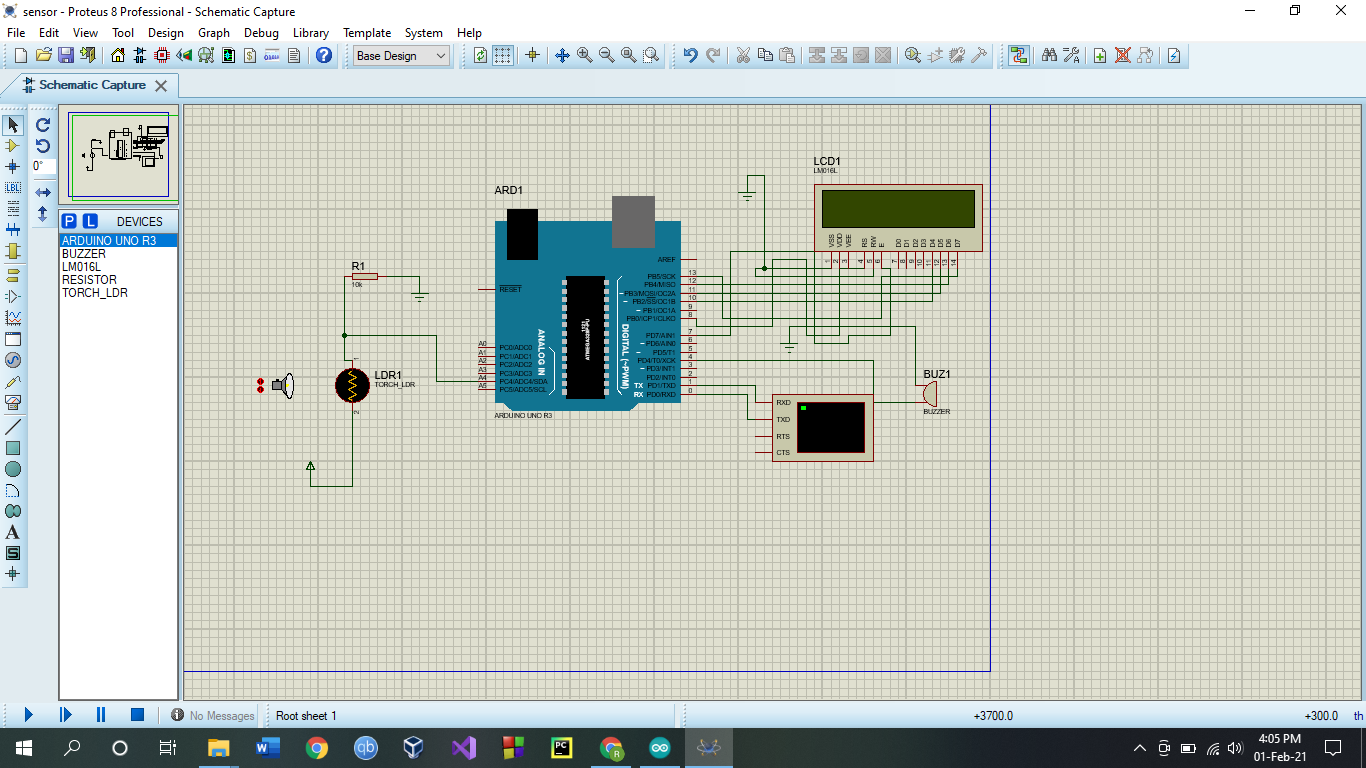 sensor - Proteus 8 Professional - Schematic Capture
File Edit View Tool Design Graph Debug Library Template System Help
Base Design
Schematic Capture
0°
LBL
P L DEVICES
ARDUINO UNO R3
BUZZER
LM016L
RESISTOR
TORCH_LDR
A
S
LCD1
LM016L
VSS VDD VEE RS RW E D0 D1 D2 D3 D4 D5 D6 D7
1 2 3 4 5 6 7 8 9 10 11 12 13 14
ARD1
AREF
RESET
PB5/SCK 13
PB4/MISO 12
~PB3/MOSI/OC2A 11
~PB2/SS/OC1B 10
~PB1/OC1A 9
PB0/ICP1/CLKO 8
PD7/AIN1 7
~PD6/AIN0 6
~PD5/T1 5
PD4/T0/XCK 4
~PD3/INT1 3
PD2/INT0 2
TX PD1/TXD 1
RX PD0/RXD 0
A0 PC0/ADC0
A1 PC1/ADC1
A2 PC2/ADC2
A3 PC3/ADC3
A4 PC4/ADC4/SDA
A5 PC5/ADC5/SCL
ANALOG IN
DIGITAL (~PWM)
ARDUINO UNO R3
R1
10k
LDR1
TORCH_LDR
1
2
RXD
TXD
RTS
CTS
BUZ1
BUZZER
No Messages
Root sheet 1
+3700.0
+300.0 th
4:05 PM
01-Feb-21